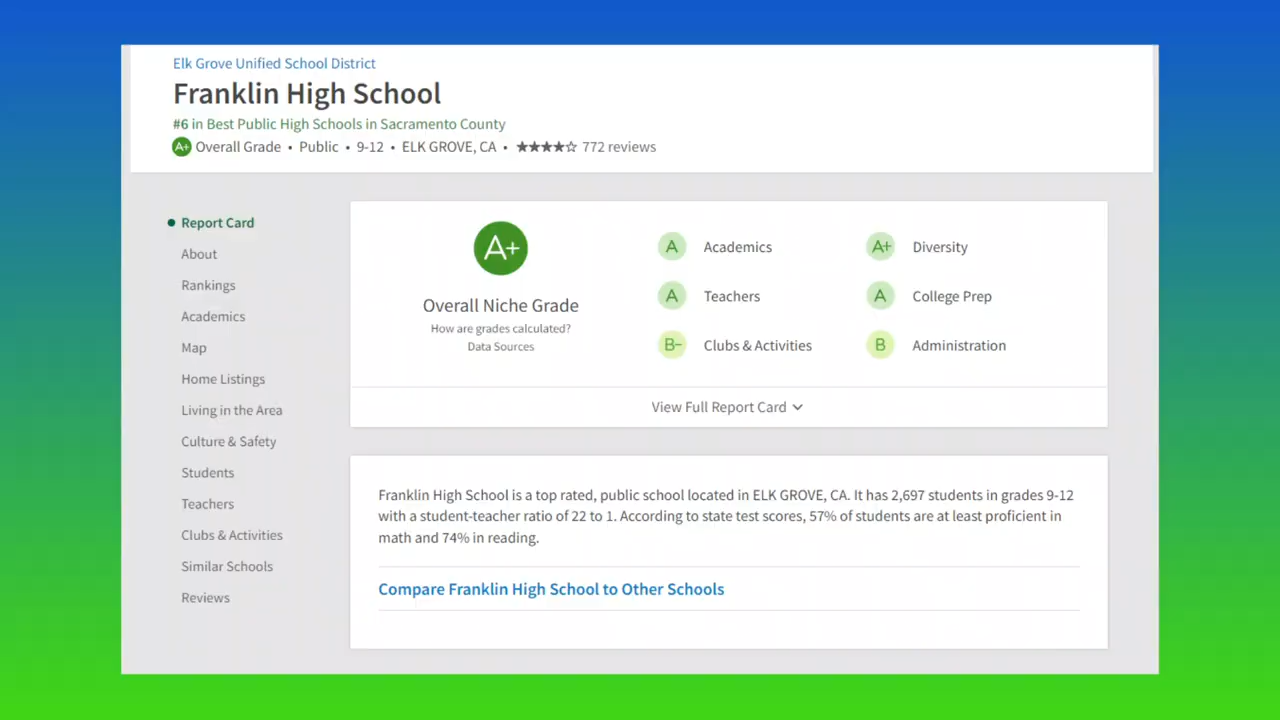 Elk Grove Unified School District
Franklin High School
#6 in Best Public High Schools in Sacramento County
A+ Overall Grade • Public • 9-12 • ELK GROVE, CA • ★★★★☆ 772 reviews
Report Card
About
Rankings
Academics
Map
Home Listings
Living in the Area
Culture & Safety
Students
Teachers
Clubs & Activities
Similar Schools
Reviews
A+
Overall Niche Grade
How are grades calculated?
Data Sources
A Academics
A+ Diversity
A Teachers
A College Prep
B- Clubs & Activities
B Administration
View Full Report Card
Franklin High School is a top rated, public school located in ELK GROVE, CA. It has 2,697 students in grades 9-12
with a student-teacher ratio of 22 to 1. According to state test scores, 57% of students are at least proficient in
math and 74% in reading.
Compare Franklin High School to Other Schools